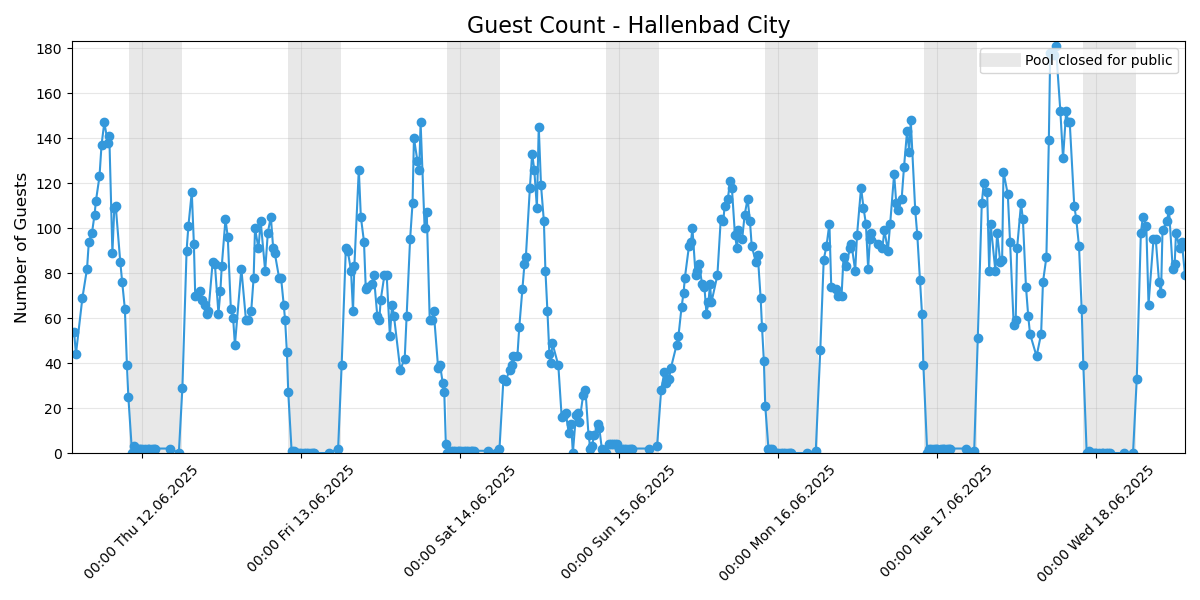 Guest Count - Hallenbad City
Pool closed for public
Number of Guests
180
160
140
120
100
80
60
40
20
0
00:00 Thu 12.06.2025
00:00 Fri 13.06.2025
00:00 Sat 14.06.2025
00:00 Sun 15.06.2025
00:00 Mon 16.06.2025
00:00 Tue 17.06.2025
00:00 Wed 18.06.2025